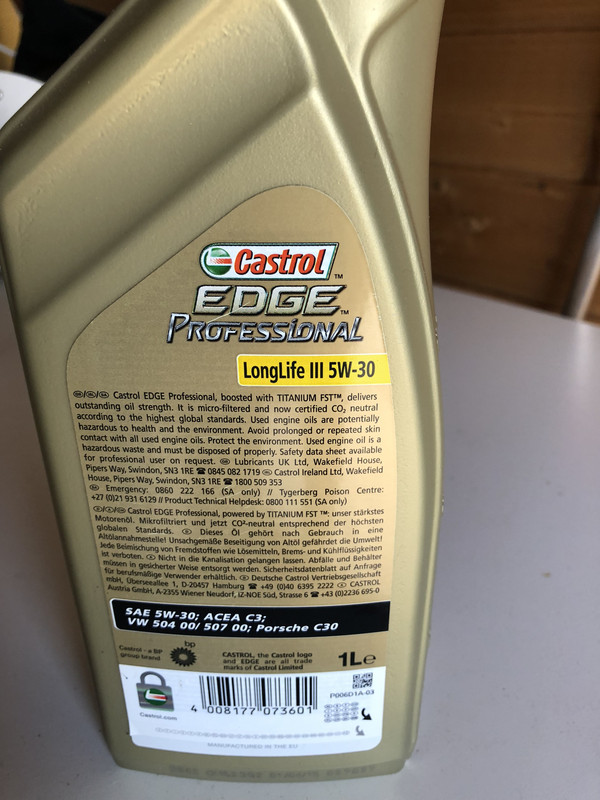 Castrol™
EDGE™
PROFESSIONAL
LongLife III 5W-30
Castrol EDGE Professional, boosted with TITANIUM FST™, delivers
outstanding oil strength. It is micro-filtered and now certified CO₂ neutral
according to the highest global standards. Used engine oils are potentially
hazardous to health and the environment. Avoid prolonged or repeated skin
contact with all used engine oils. Protect the environment. Used engine oil is a
hazardous waste and must be disposed of properly. Safety data sheet available
for professional user on request. Lubricants UK Ltd, Wakefield House,
Pipers Way, Swindon, SN3 1RE ☎ 0845 082 1719 Castrol Ireland Ltd, Wakefield
House, Pipers Way, Swindon, SN3 1RE ☎ 1800 509 353
Emergency: 0860 222 166 (SA only) // Tygerberg Poison Centre:
+27 (0)21 931 6129 // Product Technical Helpdesk: 0800 111 551 (SA only)
Castrol EDGE Professional, powered by TITANIUM FST ™: unser stärkstes
Motorenöl. Mikrofiltriert und jetzt CO²-neutral entsprechend der höchsten
globalen Standards. Dieses Öl gehört nach Gebrauch in eine
Altölannahmestelle! Unsachgemäße Beseitigung von Altöl gefährdet die Umwelt!
Jede Beimischung von Fremdstoffen wie Lösemitteln, Brems- und Kühlflüssigkeiten
ist verboten. Nicht in die Kanalisation gelangen lassen. Abfälle und Behälter
müssen in gesicherter Weise entsorgt werden. Sicherheitsdatenblatt auf Anfrage
für berufsmäßige Verwender erhältlich. Deutsche Castrol Vertriebsgesellschaft
mbH, Überseeallee 1, D-20457 Hamburg ☎ +49 (0)40 6395 2222 CASTROL
Austria GmbH, A-2355 Wiener Neudorf, IZ-NOE Süd, Strasse 6 ☎ +43 (0)2236 695-0
SAE 5W-30; ACEA C3;
VW 504 00/ 507 00; Porsche C30
bp
Castrol - a BP
group brand
CASTROL, the Castrol logo
and EDGE are all trade
marks of Castrol Limited
1L e
Castrol.com
4 008177 073601
P006D1A-03
MANUFACTURED IN THE EU